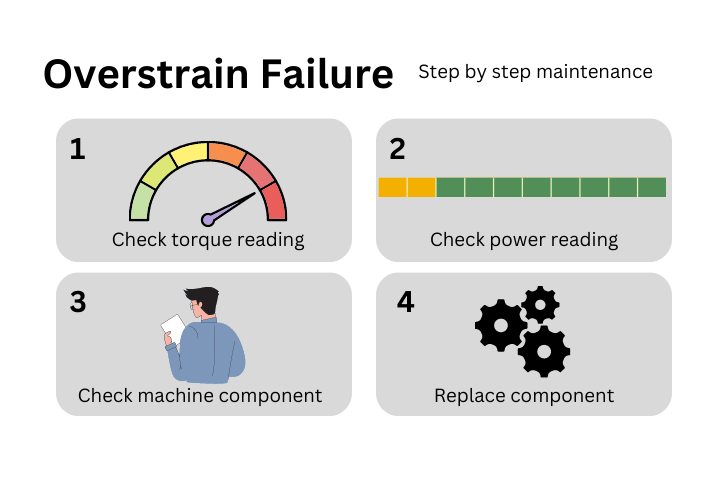 Overstrain Failure
Step by step maintenance
1
Check torque reading
2
Check power reading
3
Check machine component
4
Replace component